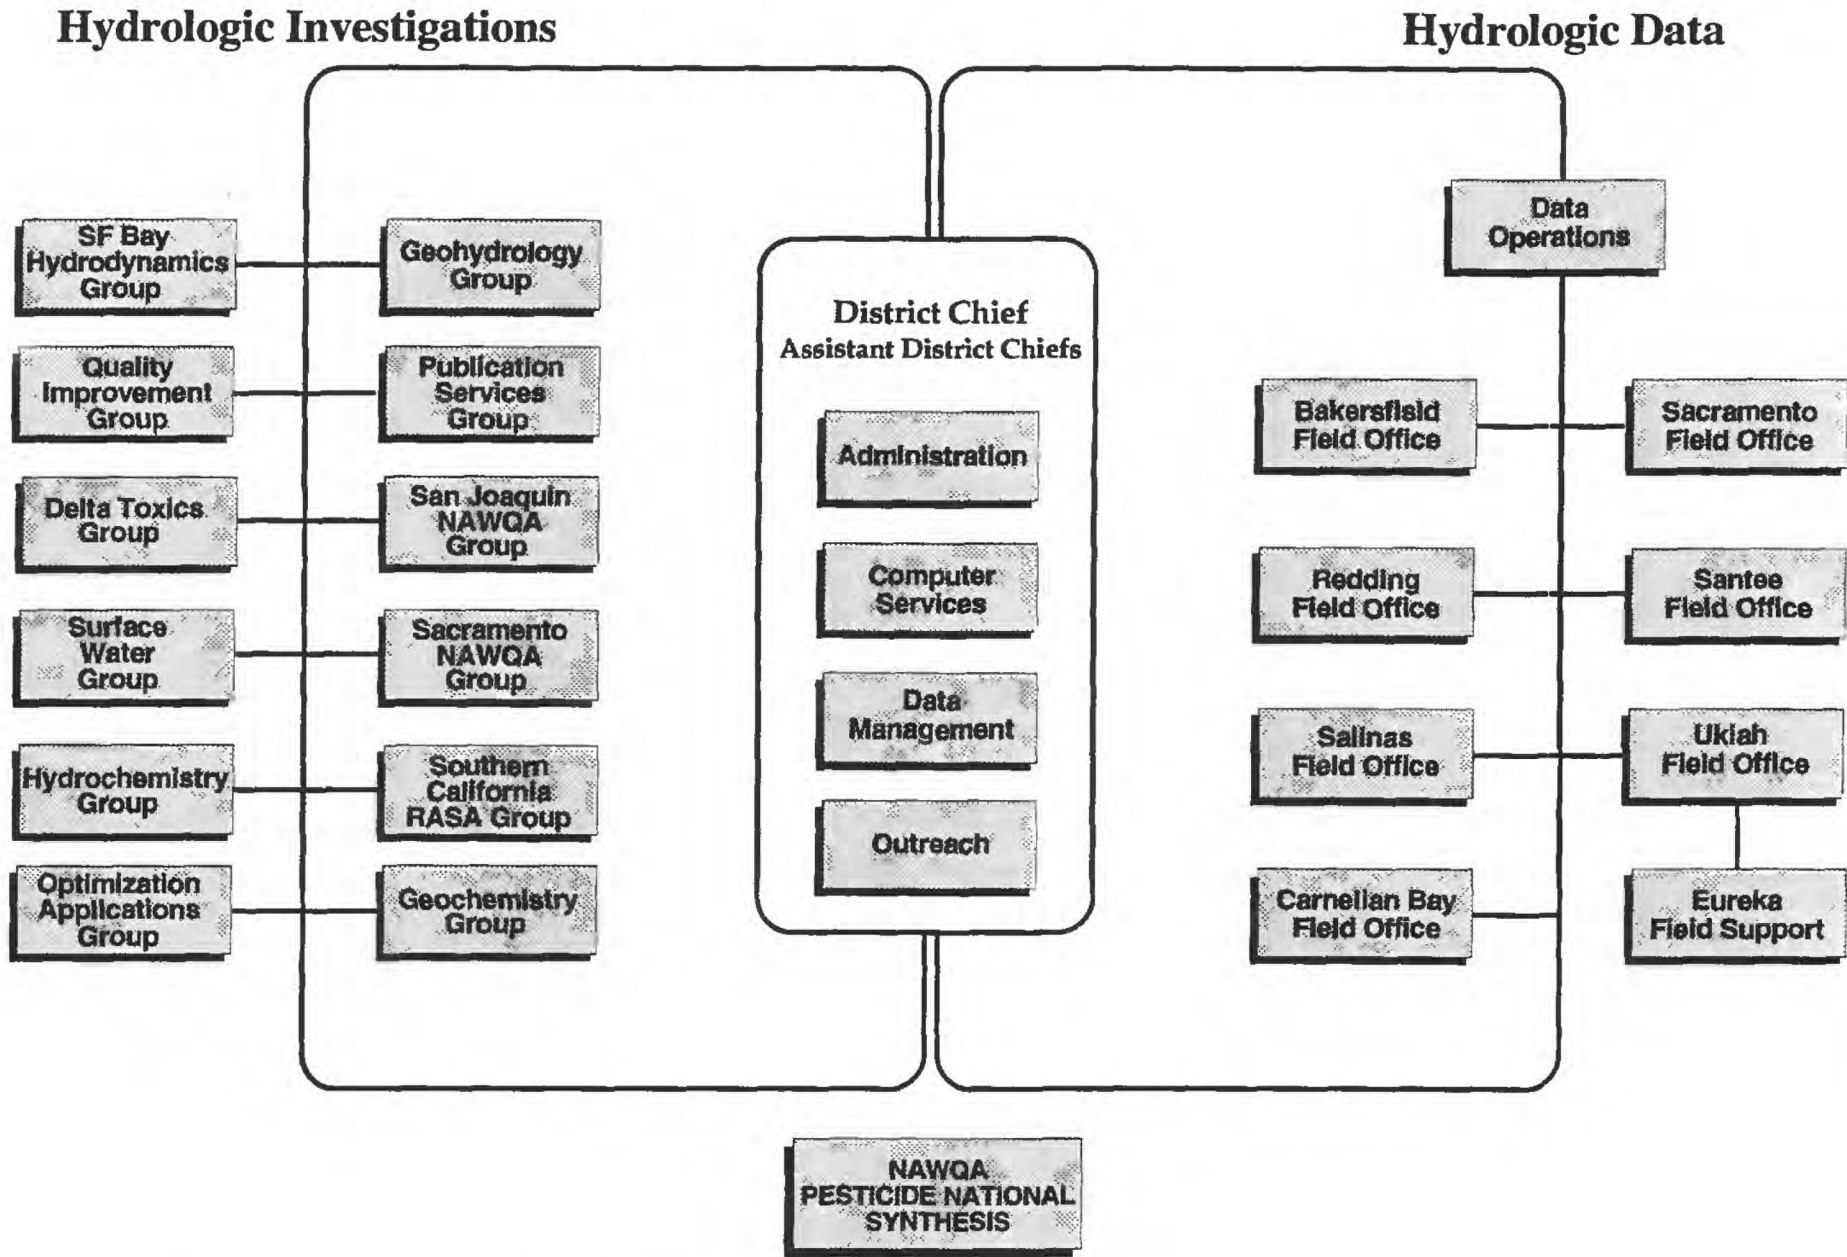 Hydrologic Investigations
Hydrologic Data
SF Bay
Hydrodynamics
Group
Geohydrology
Group
Quality
Improvement
Group
Publication
Services
Group
Delta Toxics
Group
San Joaquin
NAWQA
Group
Surface
Water
Group
Sacramento
NAWQA
Group
Hydrochemistry
Group
Southern
California
RASA Group
Optimization
Applications
Group
Geochemistry
Group
District Chief
Assistant District Chiefs
Administration
Computer
Services
Data
Management
Outreach
Data
Operations
Bakersfisid
Field Office
Sacramento
Field Office
Redding
Field Office
Santee
Field Office
Salinas
Field Office
Ukiah
Field Office
Carnelian Bay
Field Office
Eureka
Field Support
NAWQA
PESTICIDE NATIONAL
SYNTHESIS